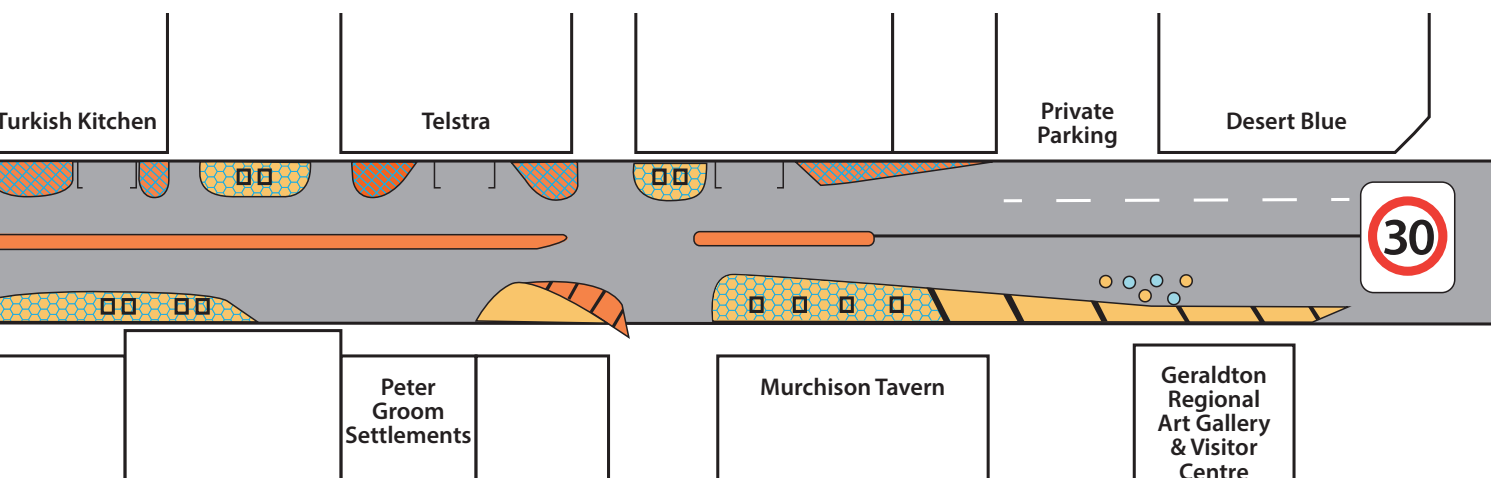 Turkish Kitchen
Telstra
Private
Parking
Desert Blue
30
Peter
Groom
Settlements
Murchison Tavern
Geraldton
Regional
Art Gallery
& Visitor
Centre